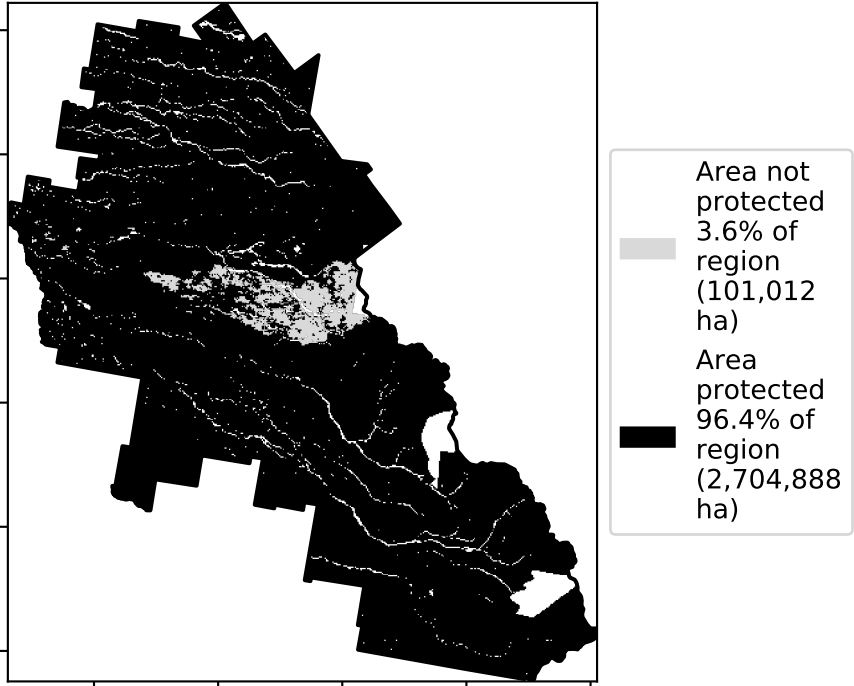 Area not
protected
3.6% of
region
(101,012
ha)
Area
protected
96.4% of
region
(2,704,888
ha)